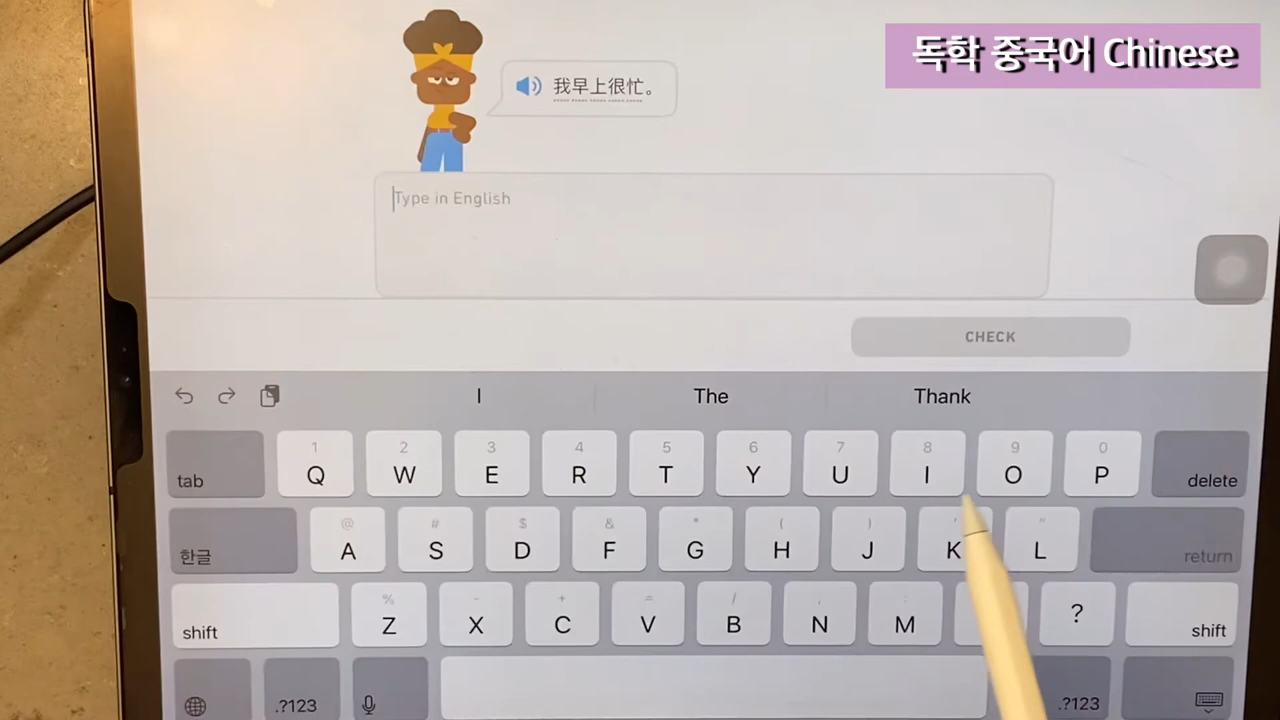 독학 중국어 Chinese
我早上很忙。
Type in English
CHECK
I The Thank
1 2 3 4 5 6 7 8 9 0
tab Q W E R T Y U I O P delete
@ # $ & * ( ) ' "
한글 A S D F G H J K L return
% - + = / , :
shift Z X C V B N M ? shift
.?123 .?123